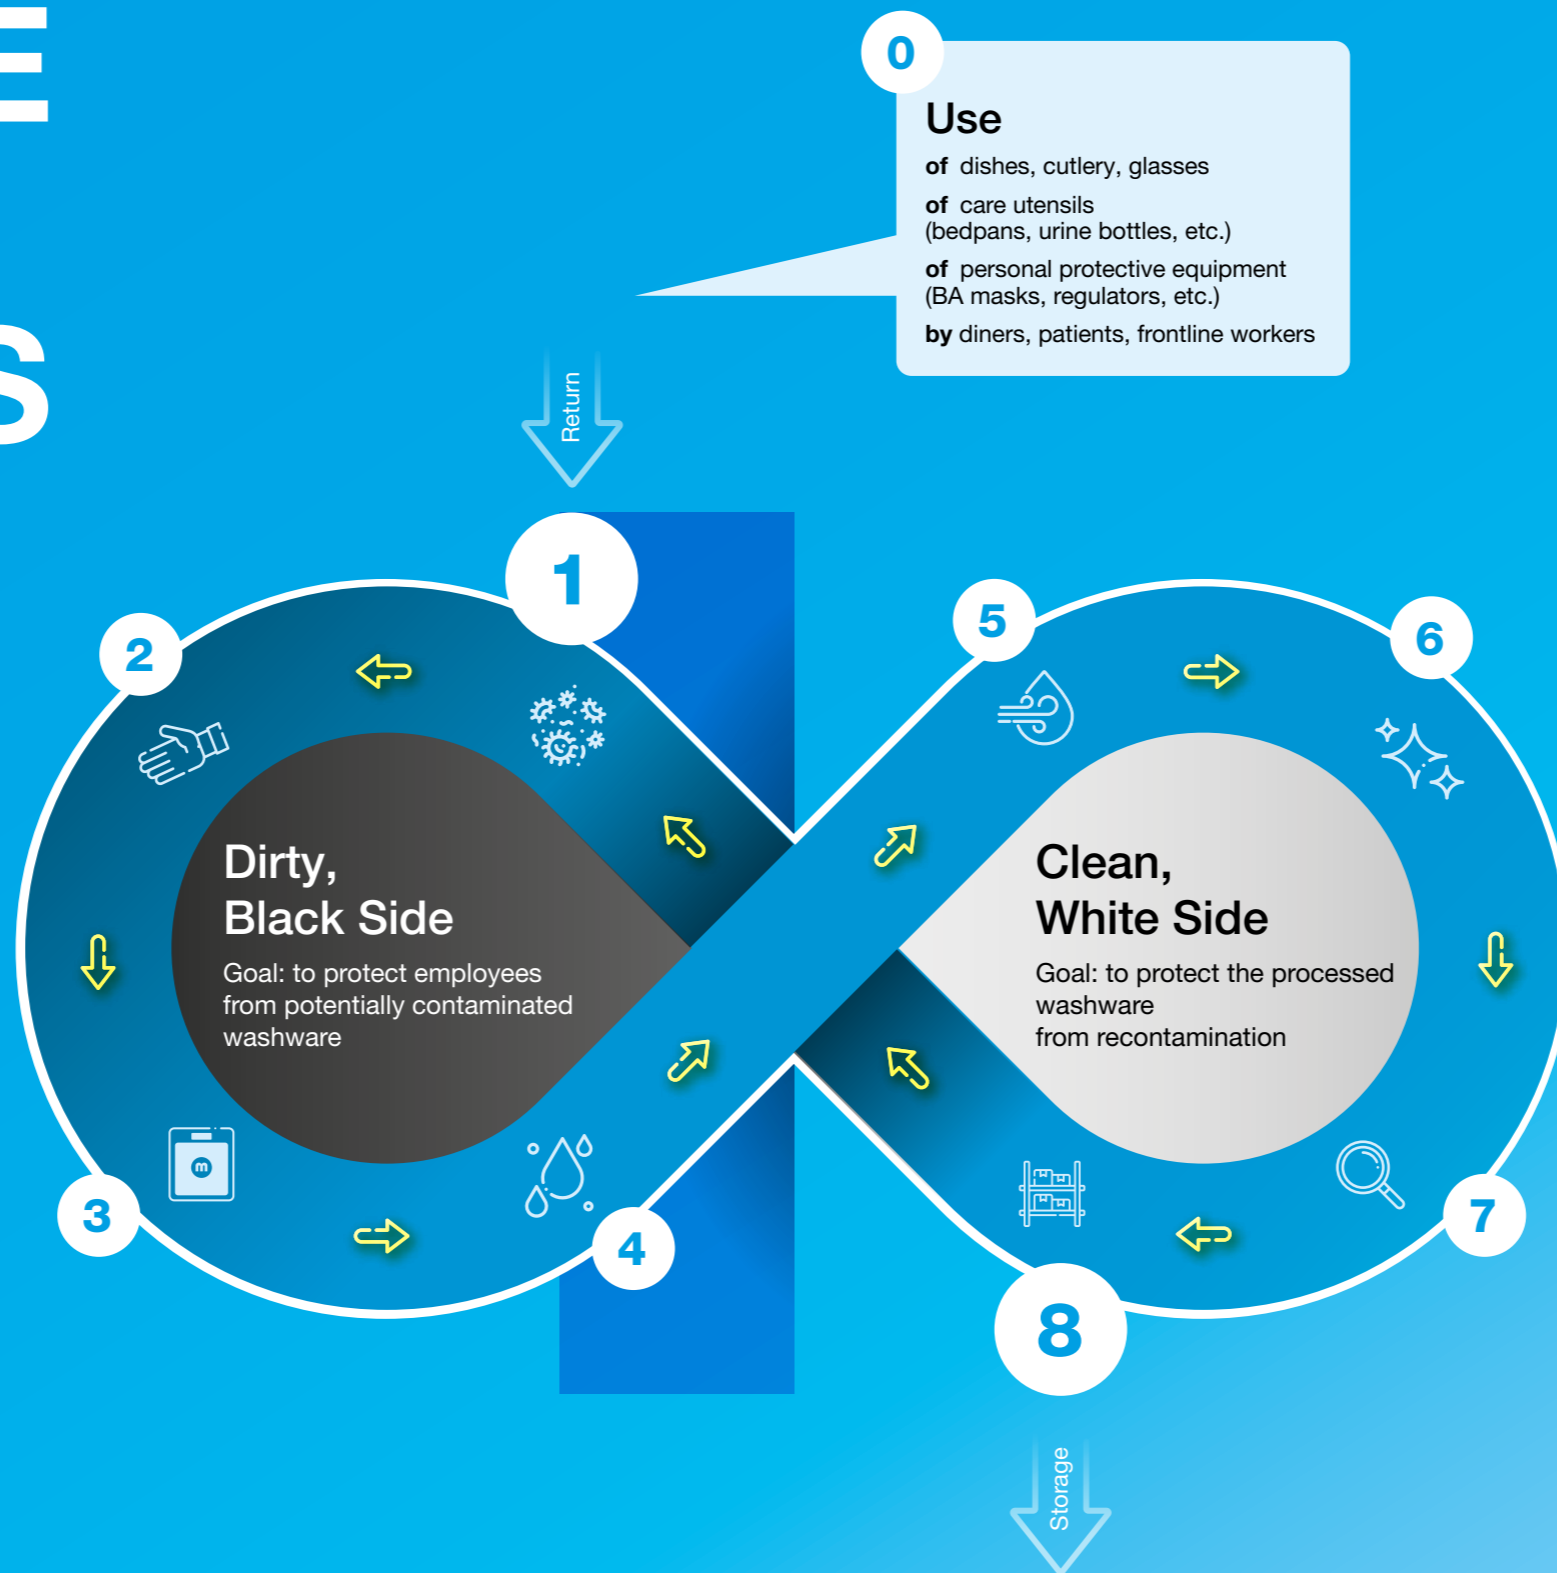 E
S
0
Use
of dishes, cutlery, glasses
of care utensils
(bedpans, urine bottles, etc.)
of personal protective equipment
(BA masks, regulators, etc.)
by diners, patients, frontline workers
Return
1
2
5
6
Dirty,
Black Side
Goal: to protect employees
from potentially contaminated
washware
Clean,
White Side
Goal: to protect the processed
washware
from recontamination
m
3
4
7
8
Storage